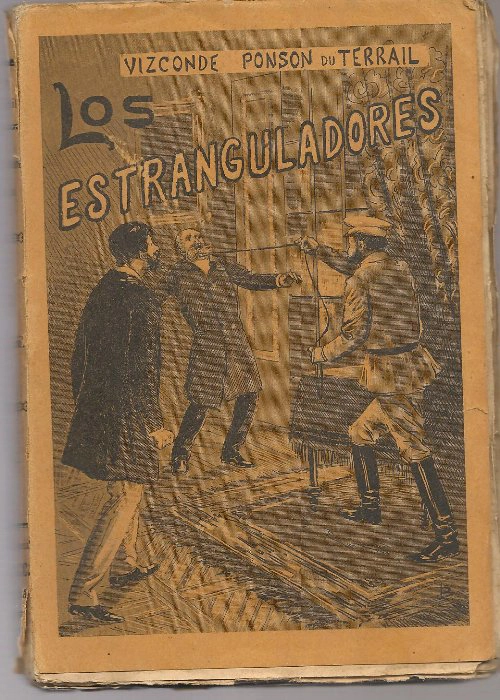 VIZCONDE PONSON DU TERRAIL
LOS
ESTRANGULADORES